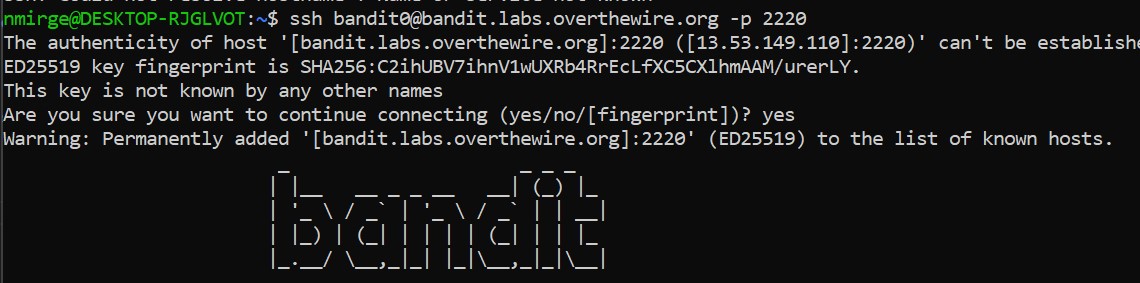 nmirge@DESKTOP-RJGLVOT:~$ ssh bandit0@bandit.labs.overthewire.org -p 2220
The authenticity of host '[bandit.labs.overthewire.org]:2220 ([13.53.149.110]:2220)' can't be establishe
ED25519 key fingerprint is SHA256:C2ihUBV7ihnV1wUXRb4RrEcLfXC5CXlhmAAM/urerLY.
This key is not known by any other names
Are you sure you want to continue connecting (yes/no/[fingerprint])? yes
Warning: Permanently added '[bandit.labs.overthewire.org]:2220' (ED25519) to the list of known hosts.
bandit